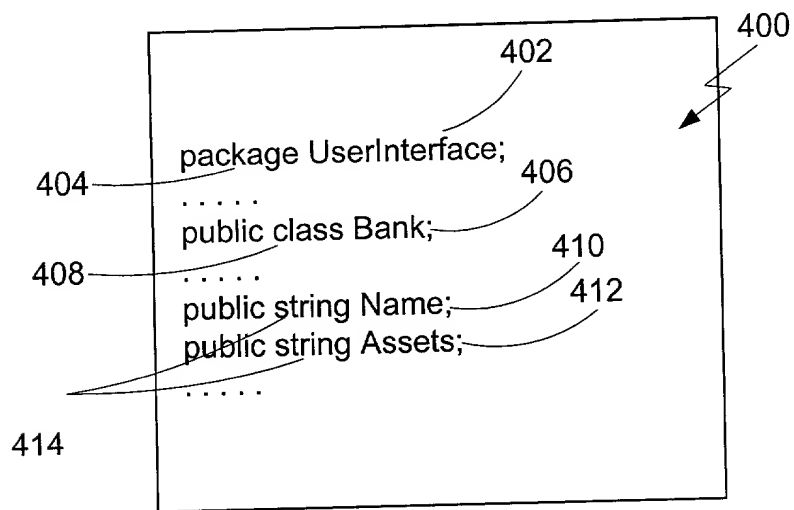 400
402
package UserInterface;
404
. . . . .
406
public class Bank;
408
. . . . .
410
public string Name;
412
public string Assets;
. . . . .
414